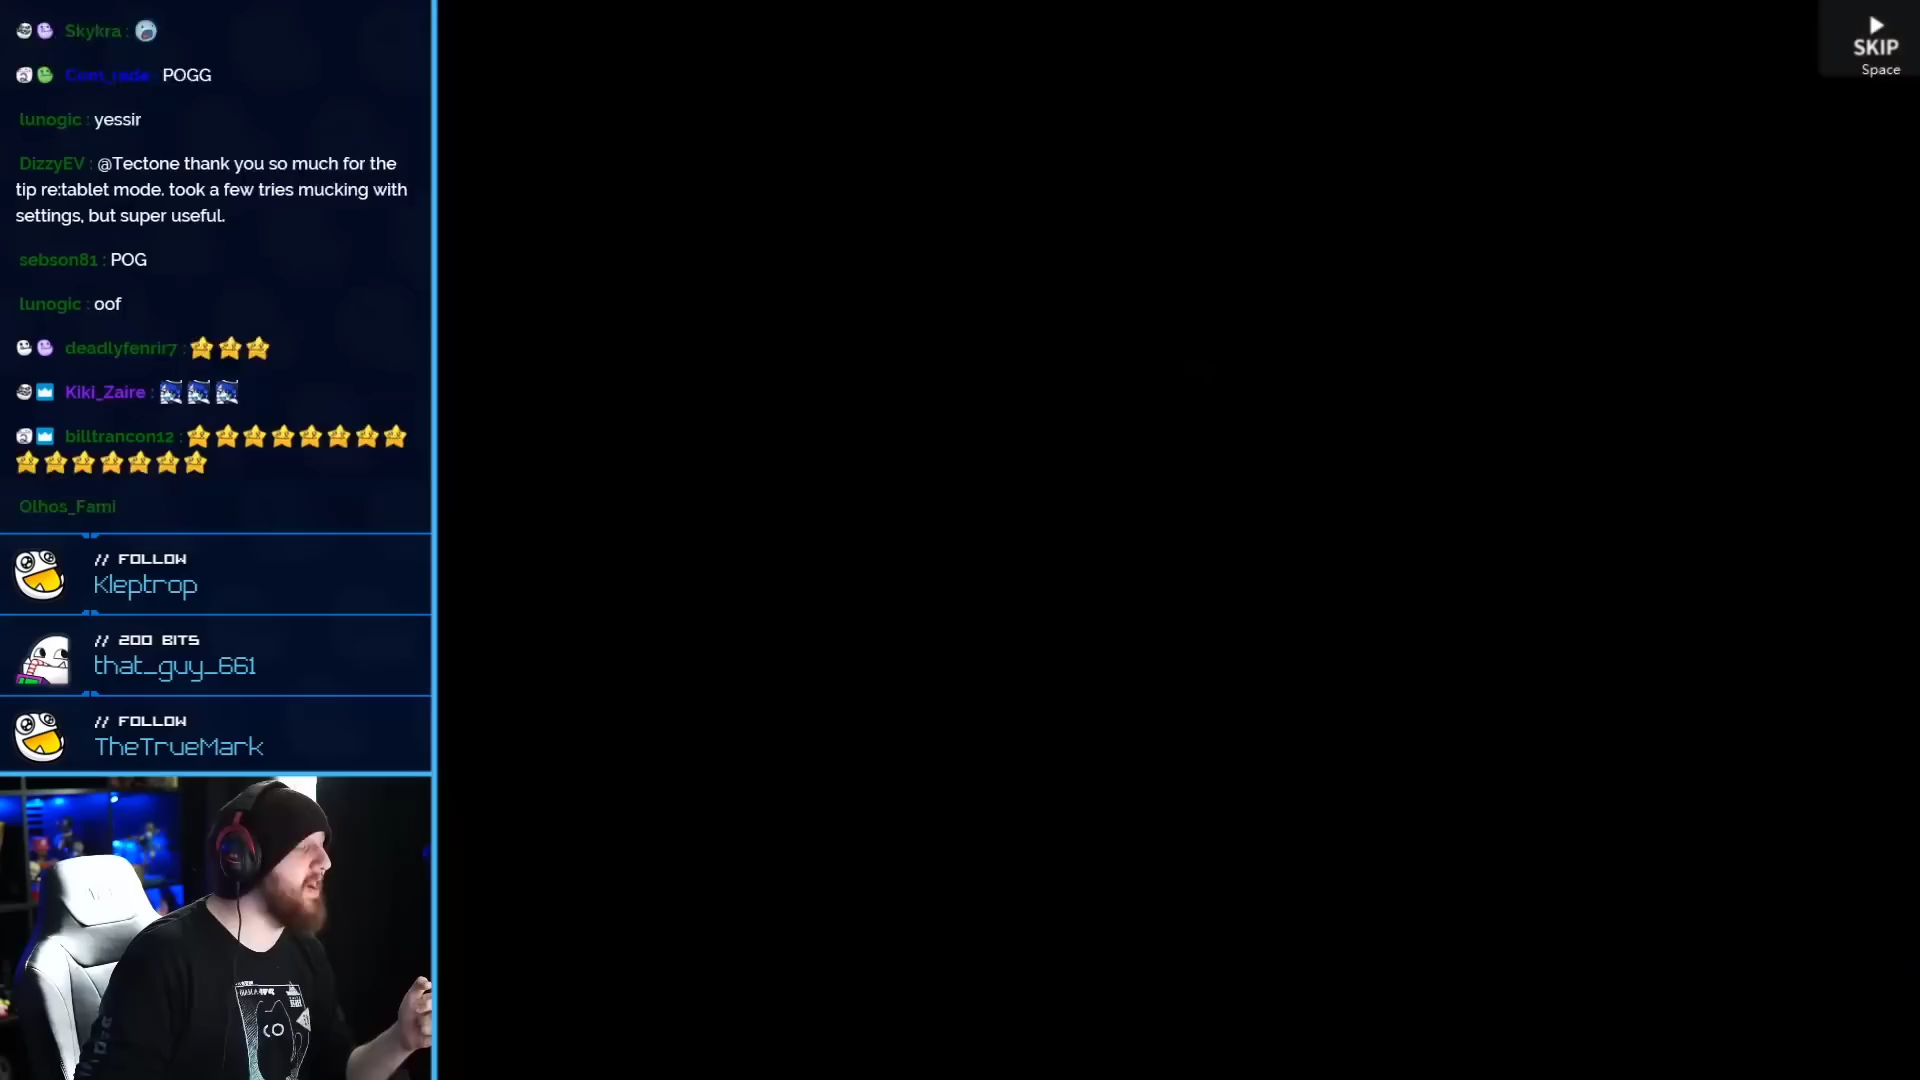 Skykra :
Com_rade : POGG
lunogic : yessir
DizzyEV : @Tectone thank you so much for the
tip re:tablet mode. took a few tries mucking with
settings, but super useful.
sebson81 : POG
lunogic : oof
deadlyfenrir7 :
Kiki_Zaire :
billtrancon12 :
Olhos_Fami
// FOLLOW
Kleptrop
// 200 BITS
that_guy_661
// FOLLOW
TheTrueMark
SKIP
Space